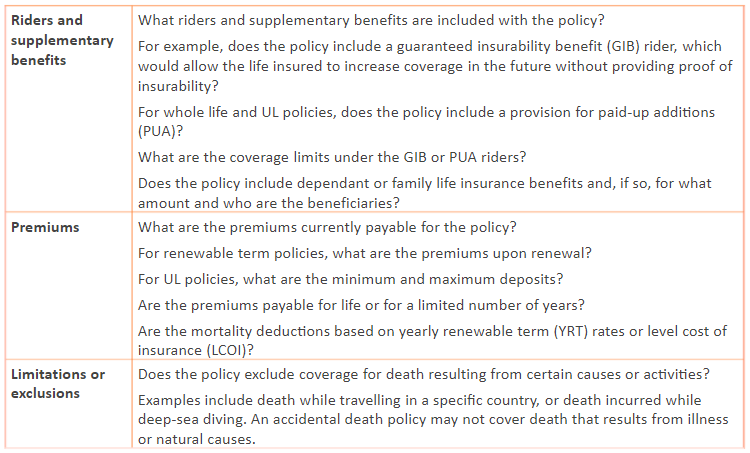 Riders and
supplementary
benefits
What riders and supplementary benefits are included with the policy?
For example, does the policy include a guaranteed insurability benefit (GIB) rider, which
would allow the life insured to increase coverage in the future without providing proof of
insurability?
For whole life and UL policies, does the policy include a provision for paid-up additions
(PUA)?
What are the coverage limits under the GIB or PUA riders?
Does the policy include dependant or family life insurance benefits and, if so, for what
amount and who are the beneficiaries?
Premiums
What are the premiums currently payable for the policy?
For renewable term policies, what are the premiums upon renewal?
For UL policies, what are the minimum and maximum deposits?
Are the premiums payable for life or for a limited number of years?
Are the mortality deductions based on yearly renewable term (YRT) rates or level cost of
insurance (LCOI)?
Limitations or
exclusions
Does the policy exclude coverage for death resulting from certain causes or activities?
Examples include death while travelling in a specific country, or death incurred while
deep-sea diving. An accidental death policy may not cover death that results from illness
or natural causes.